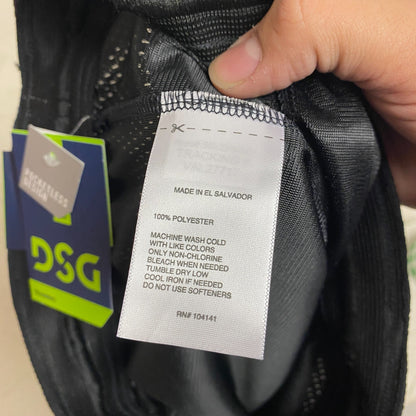 POCKETLESS
DESIGN
DSG
MADE IN EL SALVADOR
100% POLYESTER
MACHINE WASH COLD
WITH LIKE COLORS
ONLY NON-CHLORINE
BLEACH WHEN NEEDED
TUMBLE DRY LOW
COOL IRON IF NEEDED
DO NOT USE SOFTENERS
RN# 104141